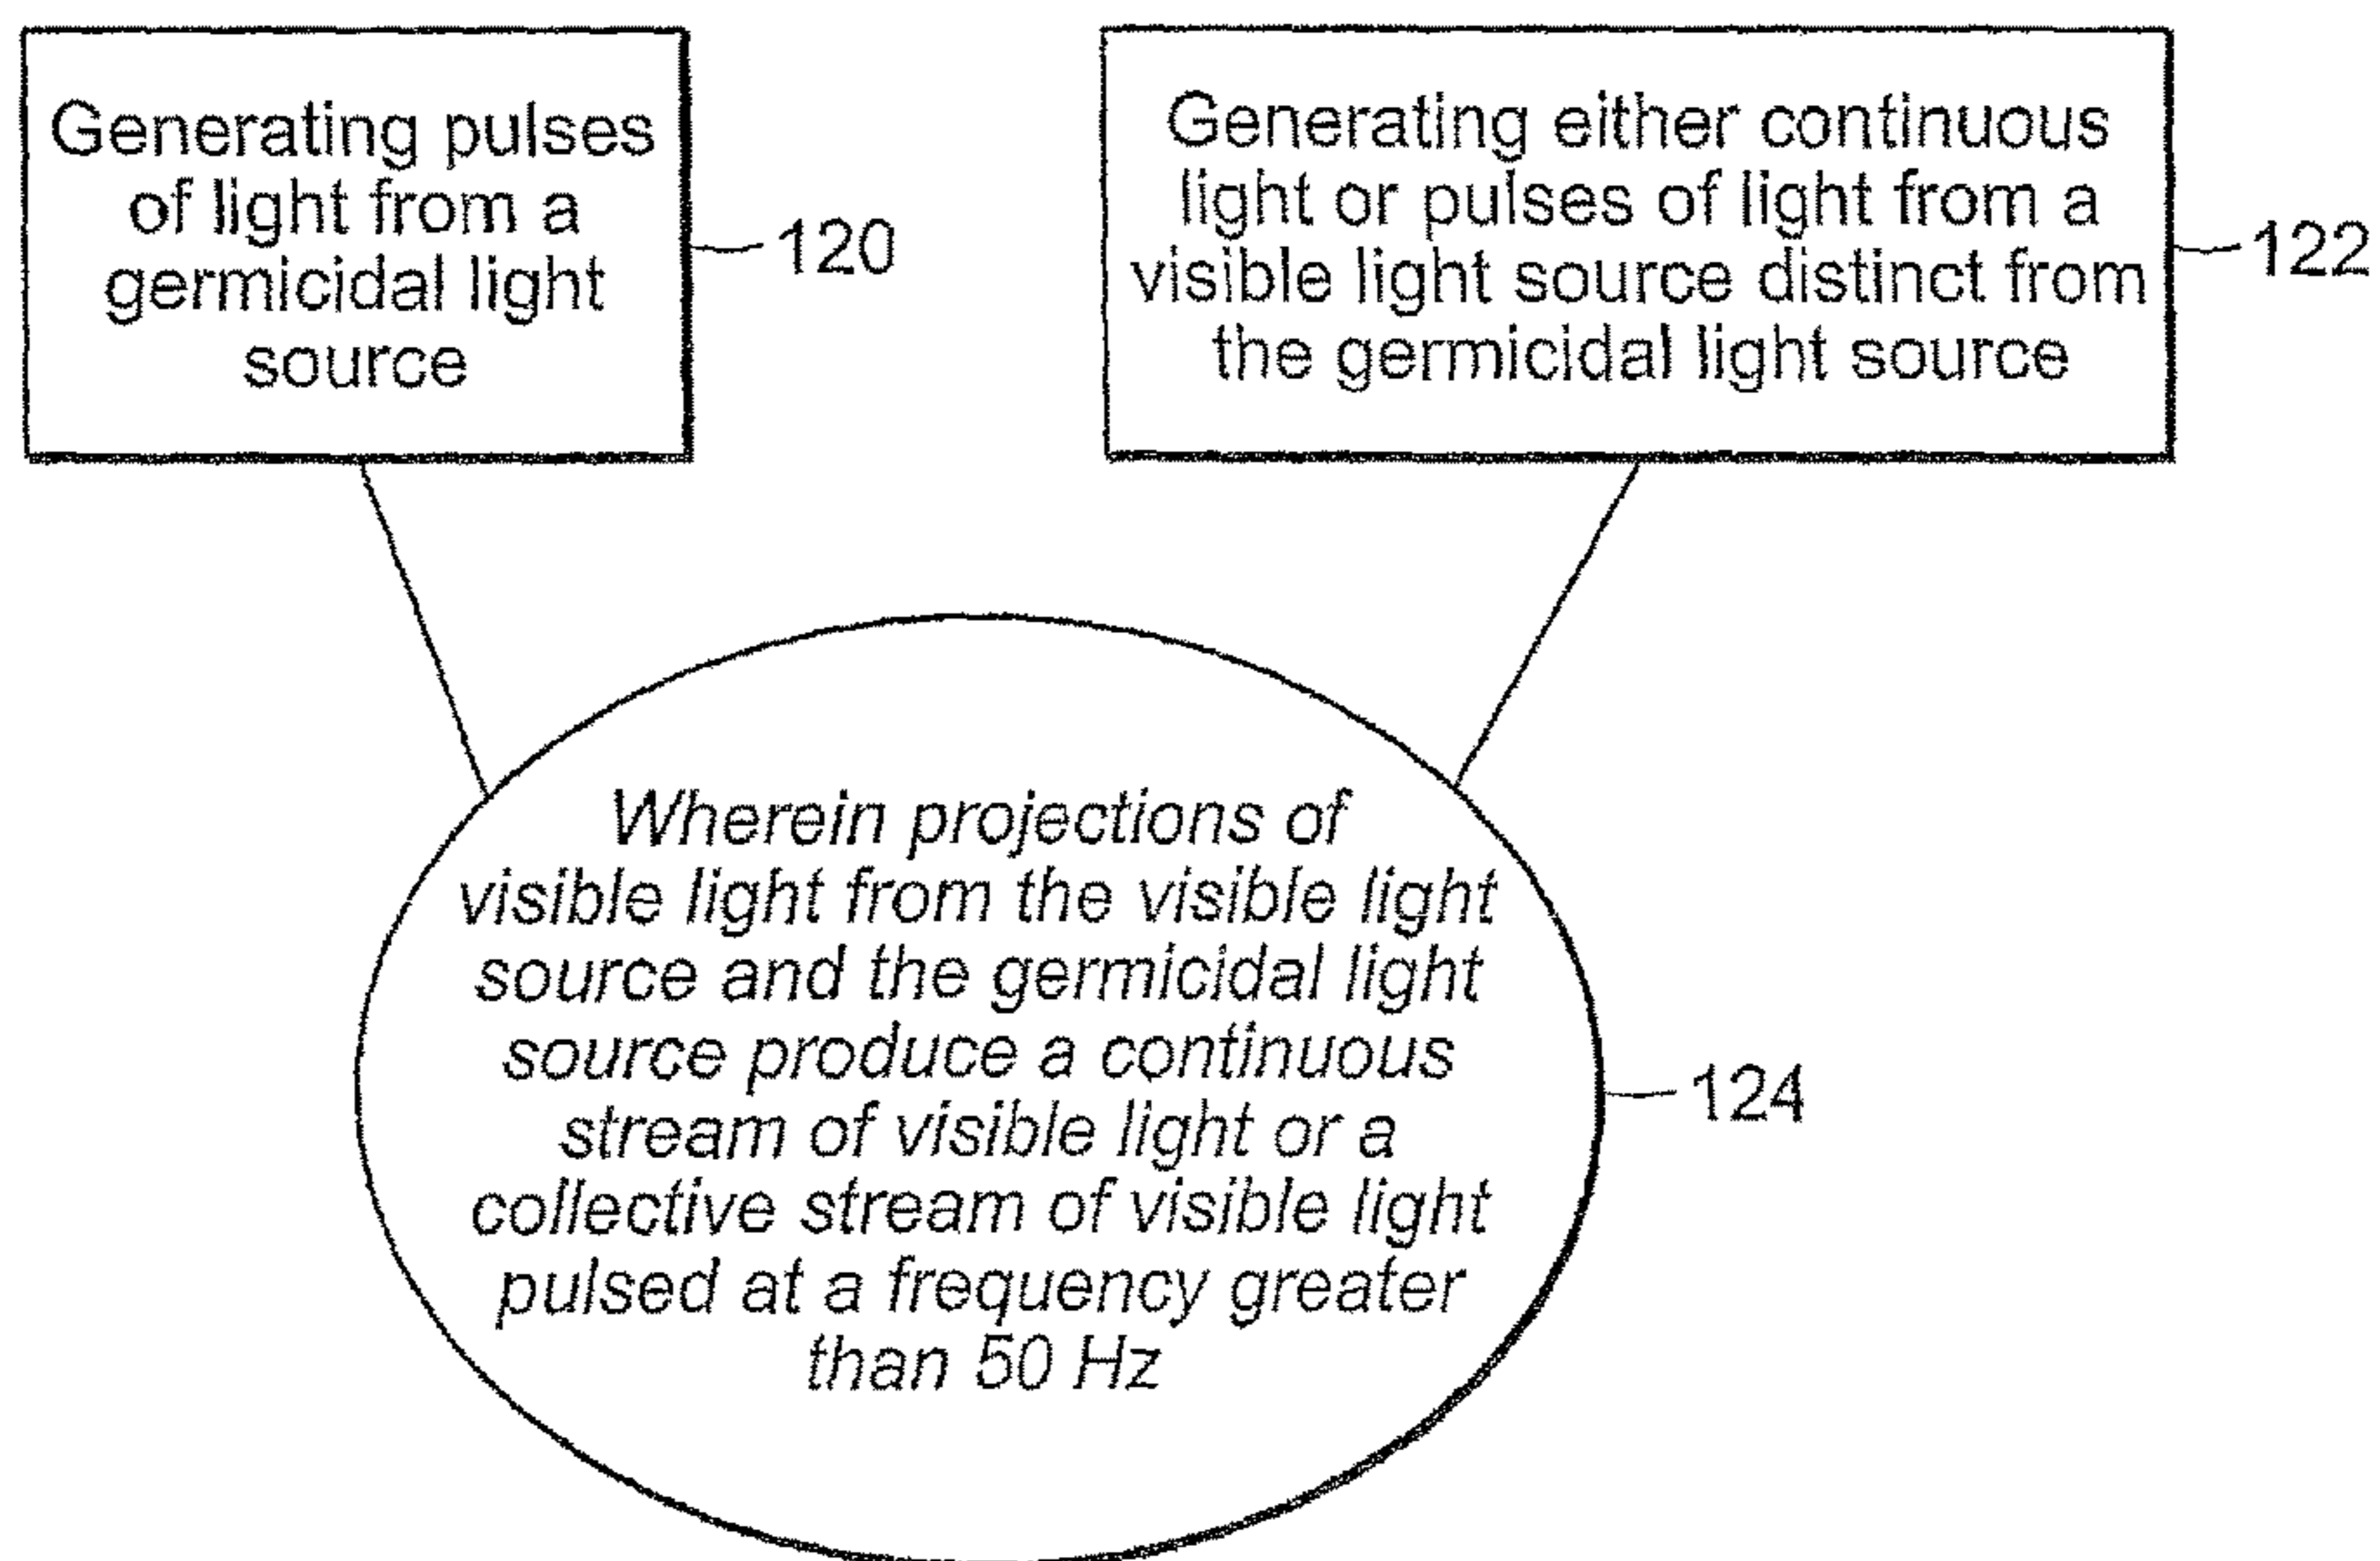 Generating pulses
of light from a
germicidal light
source
120
Generating either continuous
light or pulses of light from a
visible light source distinct from
the germicidal light source
122
Wherein projections of
visible light from the visible light
source and the germicidal light
source produce a continuous
stream of visible light or a
collective stream of visible light
pulsed at a frequency greater
than 50 Hz
124